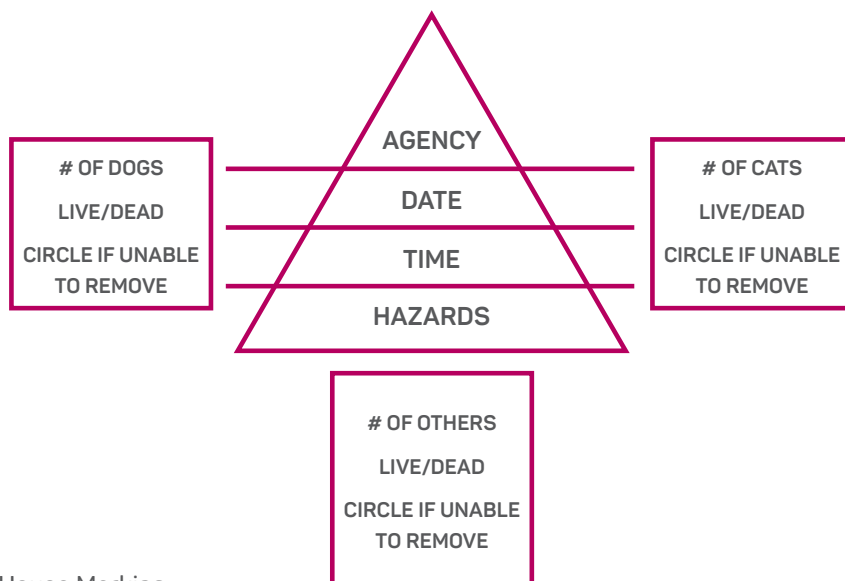 AGENCY
DATE
TIME
HAZARDS
# OF DOGS
LIVE/DEAD
CIRCLE IF UNABLE
TO REMOVE
# OF CATS
LIVE/DEAD
CIRCLE IF UNABLE
TO REMOVE
# OF OTHERS
LIVE/DEAD
CIRCLE IF UNABLE
TO REMOVE